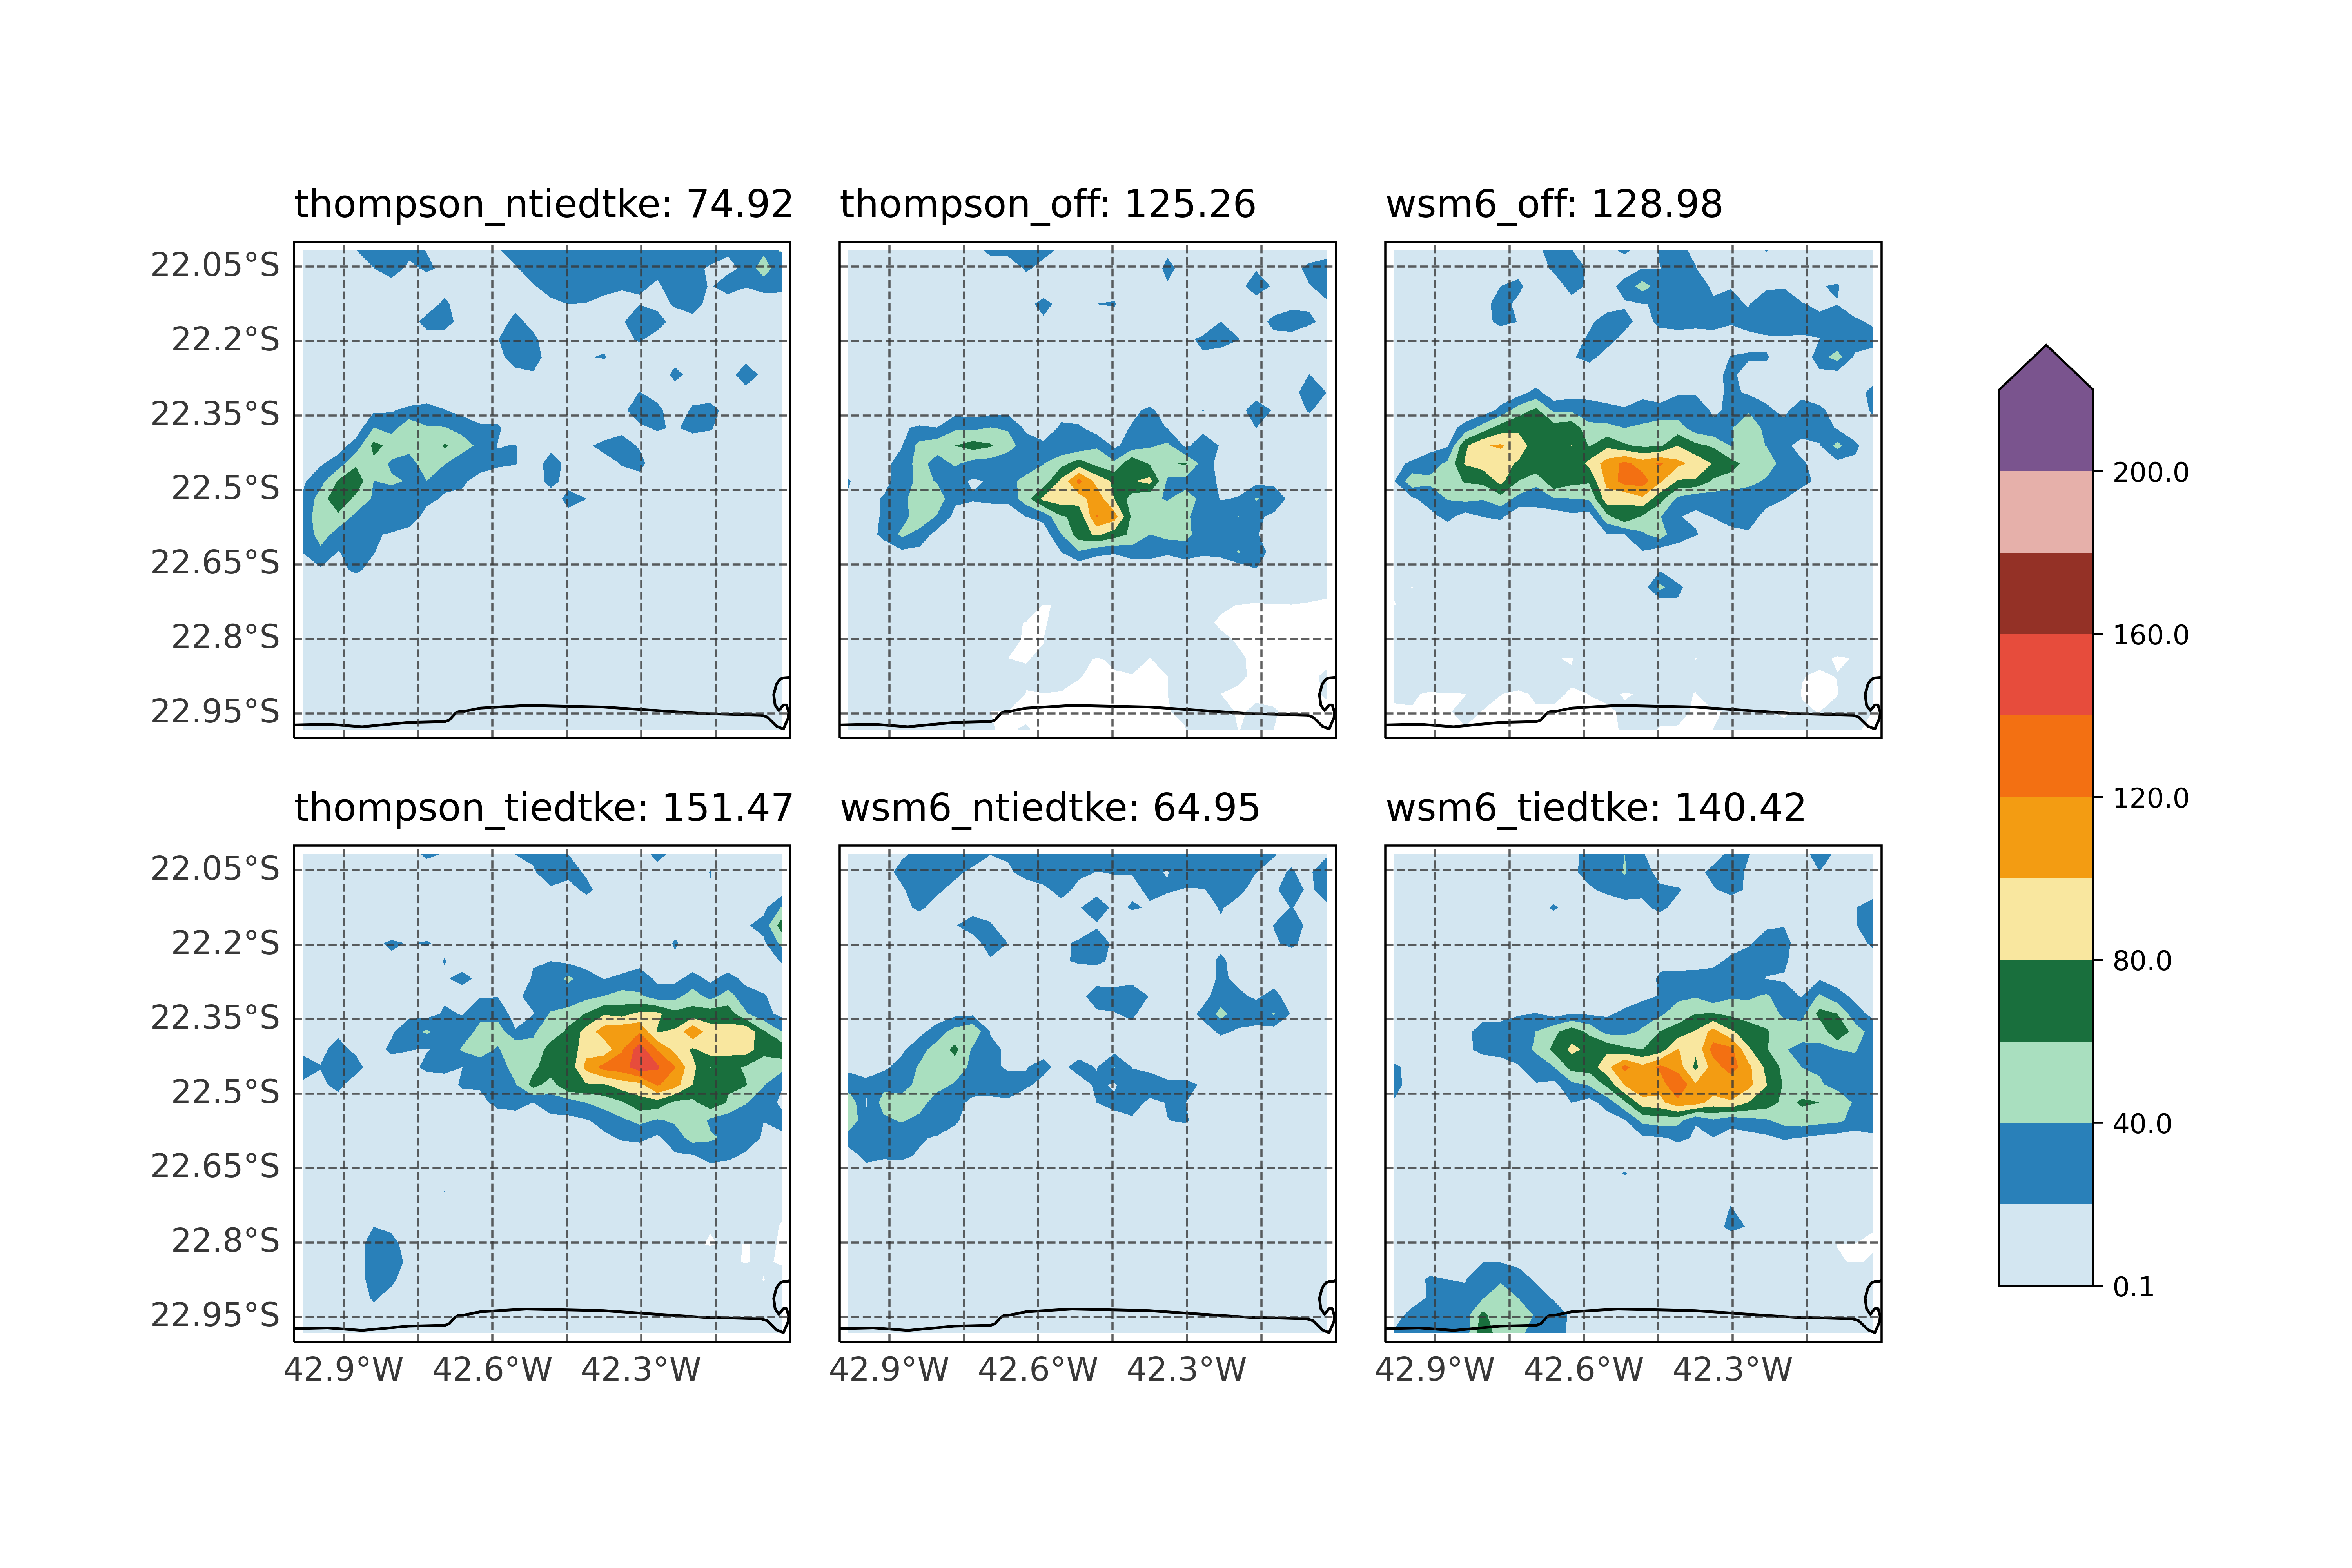 thompson_ntiedtke: 74.92
thompson_off: 125.26
wsm6_off: 128.98
22.05°S
22.2°S
22.35°S
22.5°S
22.65°S
22.8°S
22.95°S
thompson_tiedtke: 151.47
wsm6_ntiedtke: 64.95
wsm6_tiedtke: 140.42
22.05°S
22.2°S
22.35°S
22.5°S
22.65°S
22.8°S
22.95°S
42.9°W 42.6°W 42.3°W
42.9°W 42.6°W 42.3°W
42.9°W 42.6°W 42.3°W
200.0
160.0
120.0
80.0
40.0
0.1